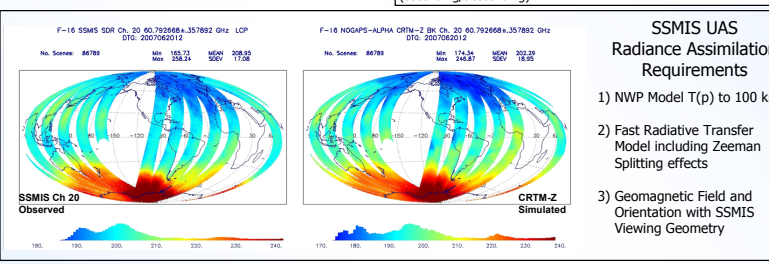 F-16 SSMIS SDR Ch. 20 60.792668±.357892 GHz LCP
DTG: 2007062012
No. Scenes: 86789
Min 165.73 MEAN 208.95
Max 258.24 SDEV 17.08
SSMIS Ch 20
Observed
180. 190. 200. 210. 220. 230. 240.
F-16 NOGAPS-ALPHA CRTM-Z BK Ch. 20 60.792668±.357892 GHz
DTG: 2007062012
No. Scenes: 86789
Min 174.34 MEAN 202.29
Max 246.87 SDEV 18.95
CRTM-Z
Simulated
170. 180. 190. 200. 210. 220. 230. 240.
SSMIS UAS
Radiance Assimilatio
Requirements
1) NWP Model T(p) to 100 k
2) Fast Radiative Transfer
Model including Zeeman
Splitting effects
3) Geomagnetic Field and
Orientation with SSMIS
Viewing Geometry